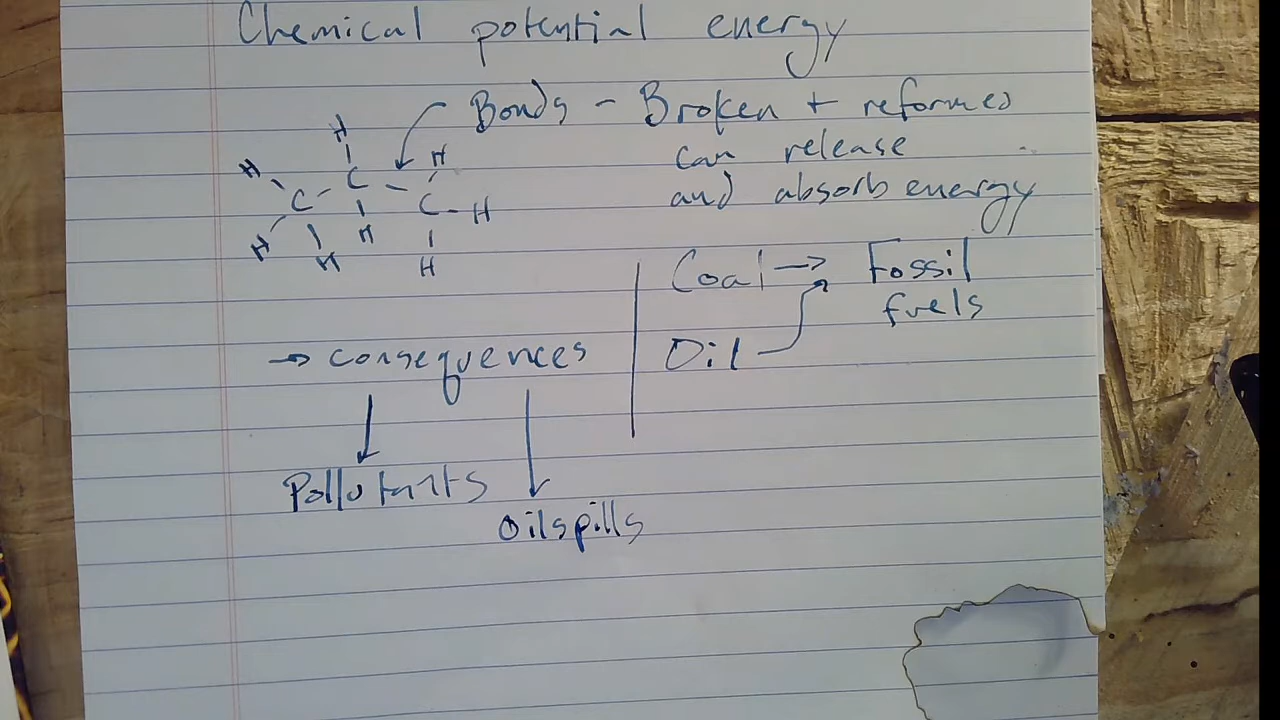 Chemical potential energy
Bonds - Broken + reformed
can release
and absorb energy
H
H H
C
C C - H
H H H H
Coal → Fossil
fuels
→ consequences
Oil
Pollutants
Oilspills